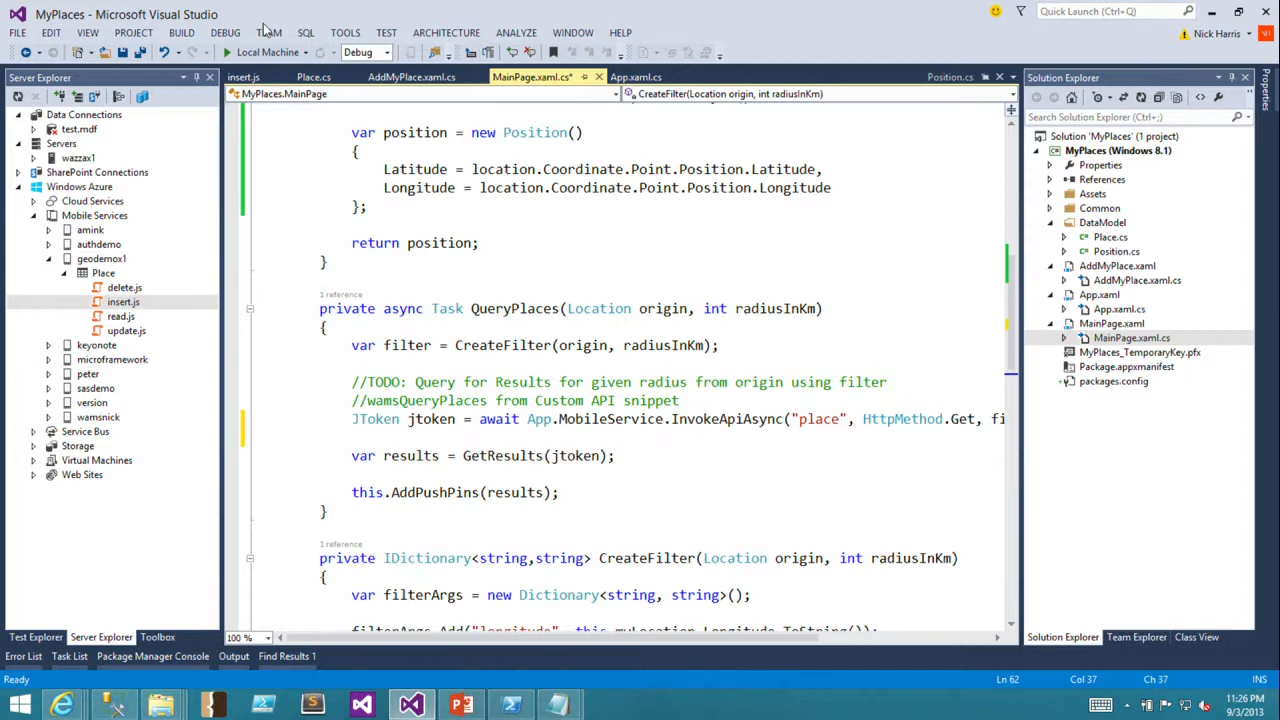 MyPlaces - Microsoft Visual Studio
Quick Launch (Ctrl+Q)
FILE EDIT VIEW PROJECT BUILD DEBUG TEAM SQL TOOLS TEST ARCHITECTURE ANALYZE WINDOW HELP
Nick Harris NH
Local Machine Debug
Server Explorer
Data Connections
test.mdf
Servers
wazzax1
SharePoint Connections
Windows Azure
Cloud Services
Mobile Services
amink
authdemo
geodemox1
Place
delete.js
insert.js
read.js
update.js
keyonote
microframework
peter
sasdemo
version
wamsnick
Service Bus
Storage
Virtual Machines
Web Sites
Test Explorer Server Explorer Toolbox
insert.js Place.cs AddMyPlace.xaml.cs MainPage.xaml.cs* App.xaml.cs Position.cs
MyPlaces.MainPage CreateFilter(Location origin, int radiusInKm)
var position = new Position()
{
Latitude = location.Coordinate.Point.Position.Latitude,
Longitude = location.Coordinate.Point.Position.Longitude
};
return position;
}
1 reference
private async Task QueryPlaces(Location origin, int radiusInKm)
{
var filter = CreateFilter(origin, radiusInKm);
//TODO: Query for Results for given radius from origin using filter
//wamsQueryPlaces from Custom API snippet
JToken jtoken = await App.MobileService.InvokeApiAsync("place", HttpMethod.Get, fi
var results = GetResults(jtoken);
this.AddPushPins(results);
}
1 reference
private IDictionary<string,string> CreateFilter(Location origin, int radiusInKm)
{
var filterArgs = new Dictionary<string, string>();
filterArgs.Add("longitude", this.myLocation.Longitude.ToString());
100 %
Solution Explorer
Search Solution Explorer (Ctrl+;)
Solution 'MyPlaces' (1 project)
MyPlaces (Windows 8.1)
Properties
References
Assets
Common
DataModel
Place.cs
Position.cs
AddMyPlace.xaml
AddMyPlace.xaml.cs
App.xaml
App.xaml.cs
MainPage.xaml
MainPage.xaml.cs
MyPlaces_TemporaryKey.pfx
Package.appxmanifest
packages.config
Solution Explorer Team Explorer Class View
Properties
Error List Task List Package Manager Console Output Find Results 1
Ready Ln 62 Col 37 Ch 37 INS
11:26 PM
9/3/2013